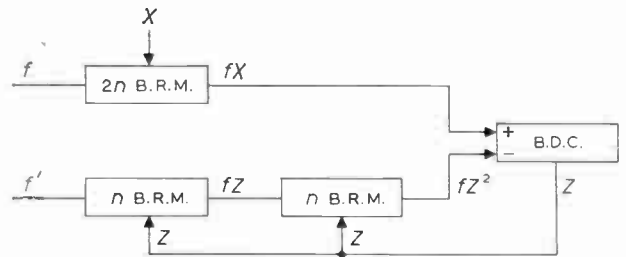 X
f
2n B.R.M.
fX
+
B.D.C.
−
f'
n B.R.M.
fZ
n B.R.M.
fZ²
Z
Z
Z